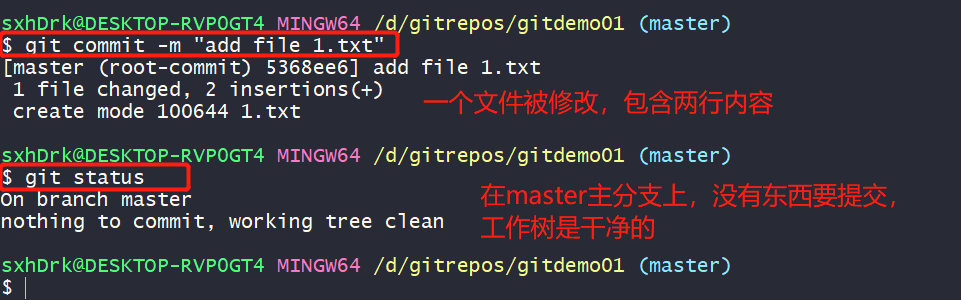 sxhDrk@DESKTOP-RVP0GT4 MINGW64 /d/gitrepos/gitdemo01 (master)
$ git commit -m "add file 1.txt"
[master (root-commit) 5368ee6] add file 1.txt
 1 file changed, 2 insertions(+)
一个文件被修改，包含两行内容
 create mode 100644 1.txt
sxhDrk@DESKTOP-RVP0GT4 MINGW64 /d/gitrepos/gitdemo01 (master)
$ git status
On branch master
在master主分支上，没有东西要提交，
nothing to commit, working tree clean
工作树是干净的
sxhDrk@DESKTOP-RVP0GT4 MINGW64 /d/gitrepos/gitdemo01 (master)
$